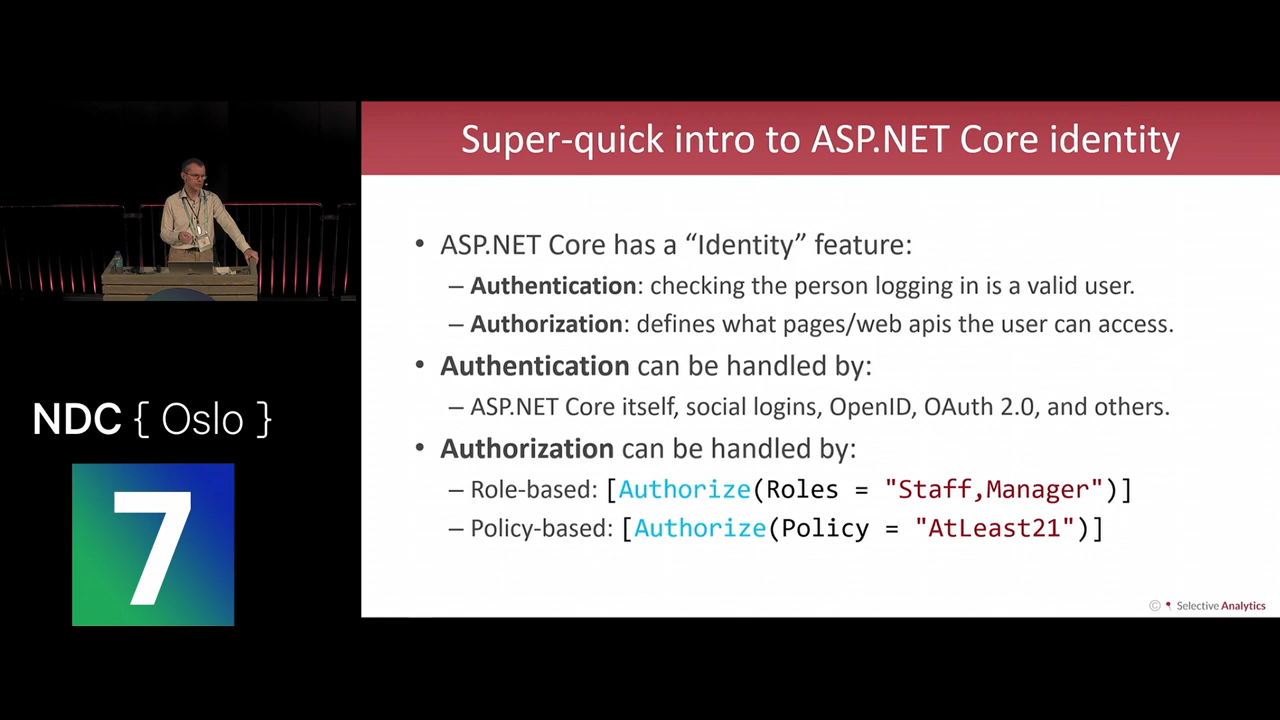 Super-quick intro to ASP.NET Core identity
• ASP.NET Core has a “Identity” feature:
– Authentication: checking the person logging in is a valid user.
– Authorization: defines what pages/web apis the user can access.
• Authentication can be handled by:
– ASP.NET Core itself, social logins, OpenID, OAuth 2.0, and others.
• Authorization can be handled by:
– Role-based: [Authorize(Roles = "Staff,Manager")]
– Policy-based: [Authorize(Policy = "AtLeast21")]
© Selective Analytics
NDC { Oslo }
7